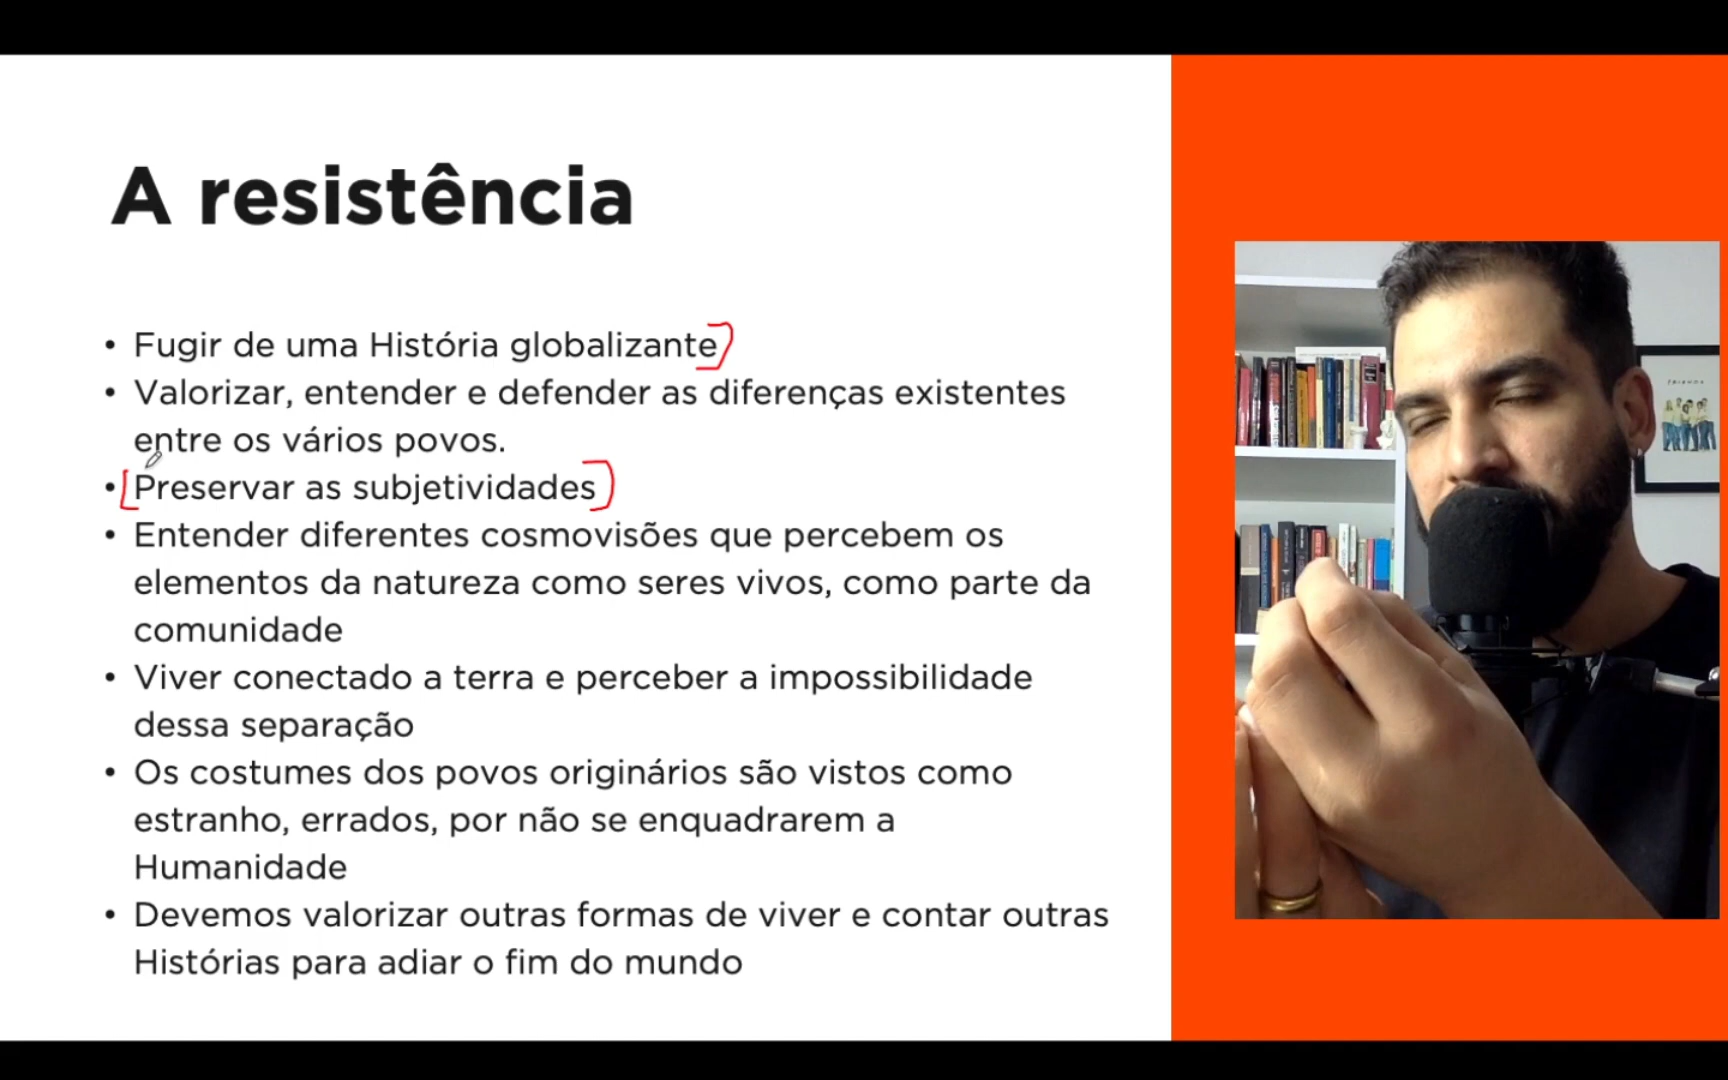 A resistência
• Fugir de uma História globalizante
• Valorizar, entender e defender as diferenças existentes
entre os vários povos.
• Preservar as subjetividades
• Entender diferentes cosmovisões que percebem os
elementos da natureza como seres vivos, como parte da
comunidade
• Viver conectado a terra e perceber a impossibilidade
dessa separação
• Os costumes dos povos originários são vistos como
estranho, errados, por não se enquadrarem a
Humanidade
• Devemos valorizar outras formas de viver e contar outras
Histórias para adiar o fim do mundo